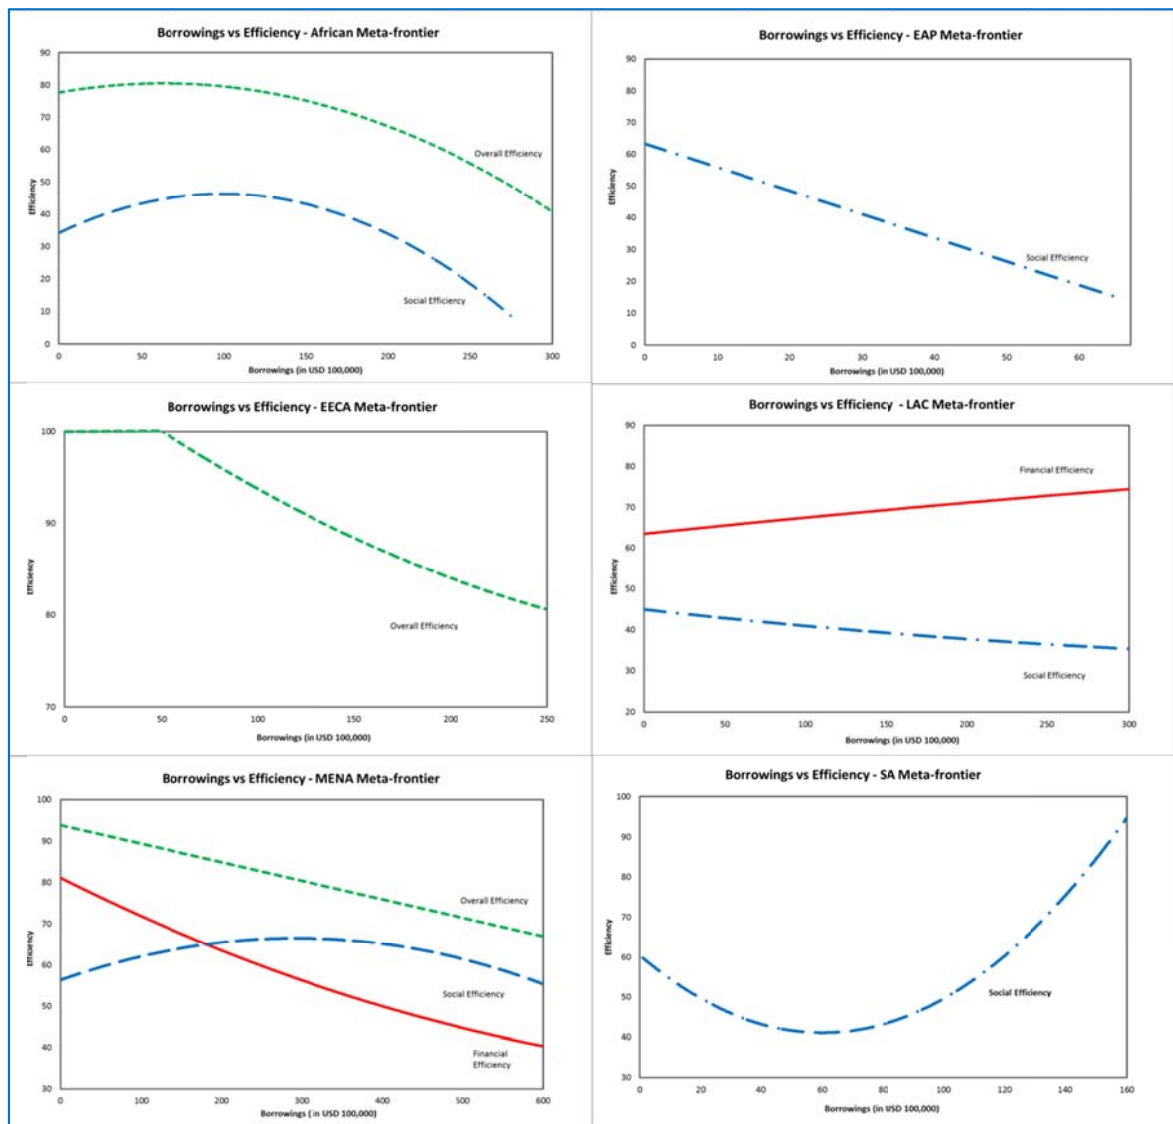 Borrowings vs Efficiency - African Meta-frontier
90
80
70
60
50
40
30
20
10
0
Efficiency
Overall Efficiency
Social Efficiency
0 50 100 150 200 250 300
Borrowings (in USD 100,000)
Borrowings vs Efficiency - EAP Meta-frontier
90
80
70
60
50
40
30
20
10
0
Efficiency
Social Efficiency
0 10 20 30 40 50 60
Borrowings (in USD 100,000)
Borrowings vs Efficiency - EECA Meta-frontier
100
90
80
70
Efficiency
Overall Efficiency
0 50 100 150 200 250
Borrowings (in USD 100,000)
Borrowings vs Efficiency - LAC Meta-frontier
90
80
70
60
50
40
30
20
Efficiency
Financial Efficiency
Social Efficiency
0 50 100 150 200 250 300
Borrowings (in USD 100,000)
Borrowings vs Efficiency - MENA Meta-frontier
100
90
80
70
60
50
40
30
Efficiency
Overall Efficiency
Social Efficiency
Financial
Efficiency
0 100 200 300 400 500 600
Borrowings ( in USD 100,000)
Borrowings vs Efficiency - SA Meta-frontier
100
90
80
70
60
50
40
30
Efficiency
Social Efficiency
0 20 40 60 80 100 120 140 160
Borrowings (in USD 100,000)